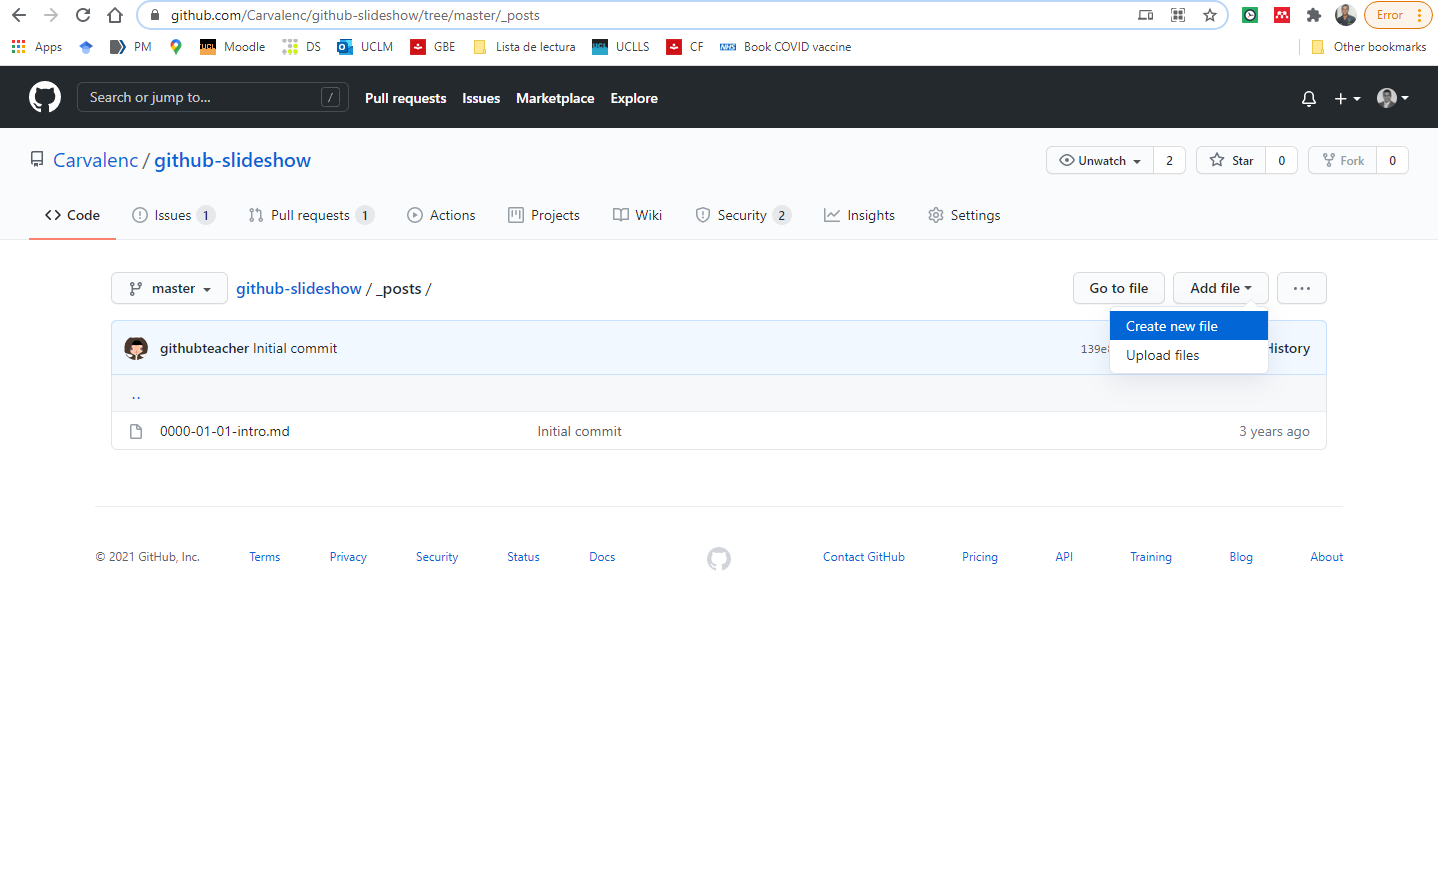 github.com/Carvalenc/github-slideshow/tree/master/_posts
Error
Apps PM UCL Moodle DS UCLM GBE Lista de lectura UCL UCLLS CF NHS Book COVID vaccine Other bookmarks
Search or jump to... / Pull requests Issues Marketplace Explore
Carvalenc / github-slideshow Unwatch 2 Star 0 Fork 0
Code Issues 1 Pull requests 1 Actions Projects Wiki Security 2 Insights Settings
master github-slideshow / _posts / Go to file Add file ...
Create new file
Upload files
githubteacher Initial commit 139e History
..
0000-01-01-intro.md Initial commit 3 years ago
© 2021 GitHub, Inc. Terms Privacy Security Status Docs Contact GitHub Pricing API Training Blog About